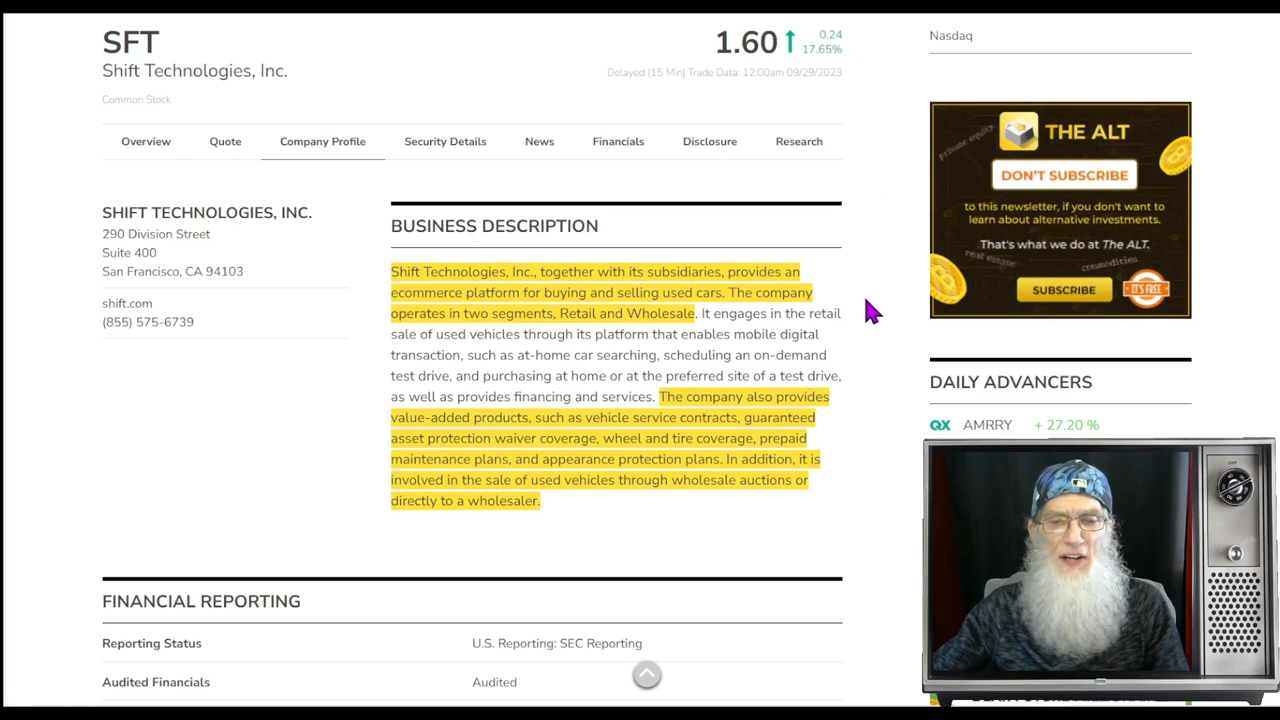 SFT
1.60
0.24
17.65%
Shift Technologies, Inc.
Delayed (15 Min) Trade Data: 12:00am 09/29/2023
Common Stock
Overview Quote Company Profile Security Details News Financials Disclosure Research
SHIFT TECHNOLOGIES, INC.
290 Division Street
Suite 400
San Francisco, CA 94103
shift.com
(855) 575-6739
BUSINESS DESCRIPTION
Shift Technologies, Inc., together with its subsidiaries, provides an
ecommerce platform for buying and selling used cars. The company
operates in two segments, Retail and Wholesale. It engages in the retail
sale of used vehicles through its platform that enables mobile digital
transaction, such as at-home car searching, scheduling an on-demand
test drive, and purchasing at home or at the preferred site of a test drive,
as well as provides financing and services. The company also provides
value-added products, such as vehicle service contracts, guaranteed
asset protection waiver coverage, wheel and tire coverage, prepaid
maintenance plans, and appearance protection plans. In addition, it is
involved in the sale of used vehicles through wholesale auctions or
directly to a wholesaler.
FINANCIAL REPORTING
Reporting Status U.S. Reporting: SEC Reporting
Audited Financials Audited
Nasdaq
Private equity
THE ALT
DON'T SUBSCRIBE
to this newsletter, if you don't want to
learn about alternative investments.
That's what we do at The ALT.
real estate
commodities
SUBSCRIBE
IT'S FREE
DAILY ADVANCERS
QX AMRRY + 27.20 %